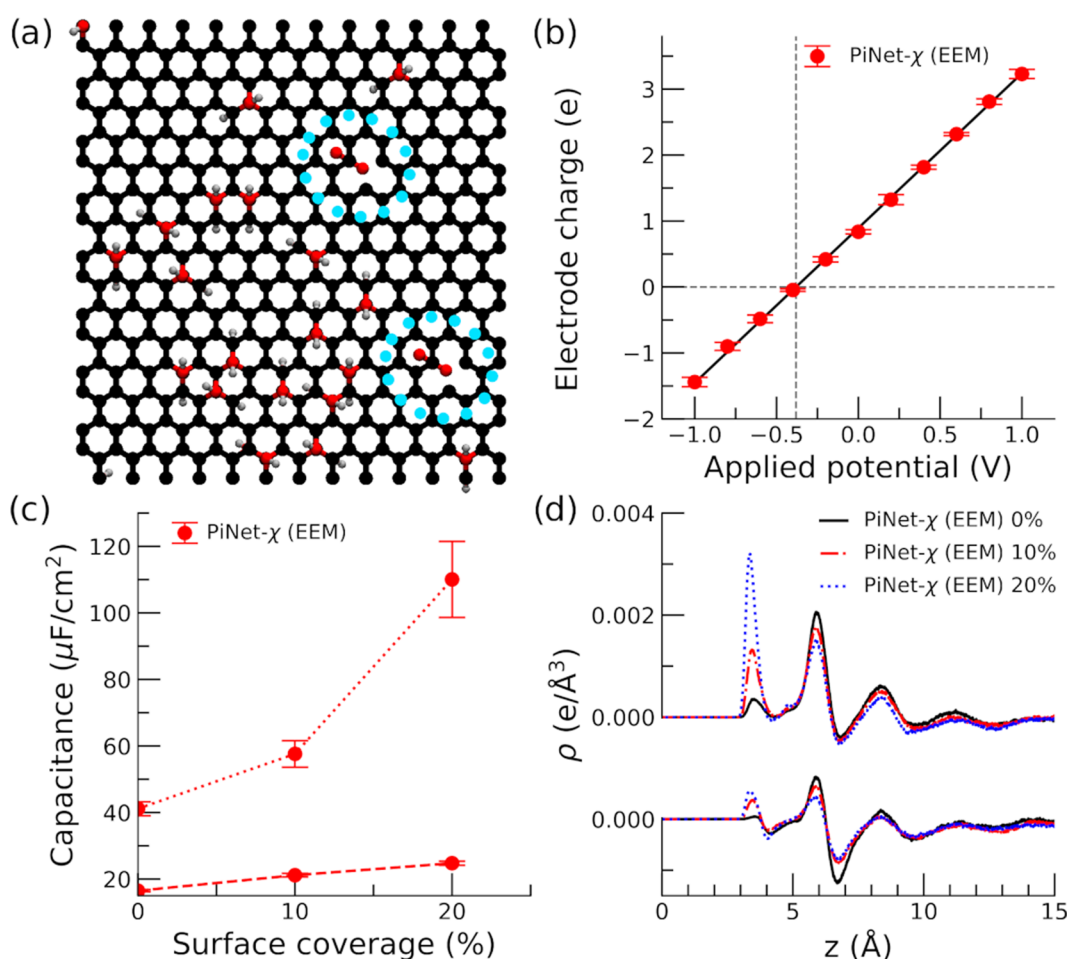 (a)
(b)
PiNet-χ (EEM)
Electrode charge (e)
3
2
1
0
−1
−2
−1.0 −0.5 0.0 0.5 1.0
Applied potential (V)
(c)
PiNet-χ (EEM)
Capacitance (μF/cm²)
120
100
80
60
40
20
0 10 20
Surface coverage (%)
(d)
PiNet-χ (EEM) 0%
PiNet-χ (EEM) 10%
PiNet-χ (EEM) 20%
ρ (e/Å³)
0.004
0.002
0.000
0.000
0 5 10 15
z (Å)